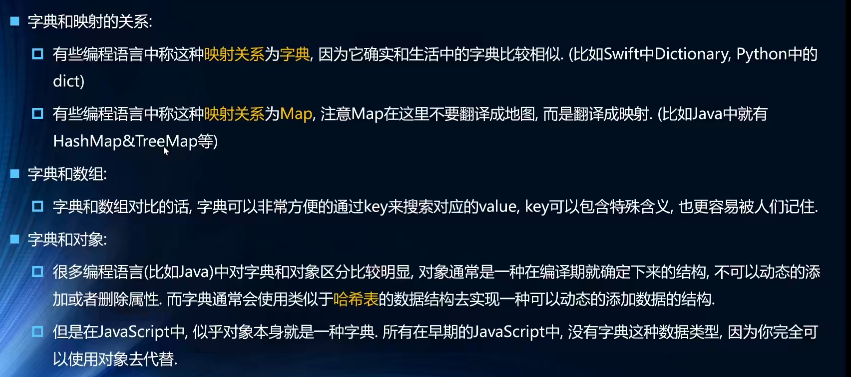 字典和映射的关系:
有些编程语言中称这种映射关系为字典, 因为它确实和生活中的字典比较相似. (比如Swift中Dictionary, Python中的
dict)
有些编程语言中称这种映射关系为Map, 注意Map在这里不要翻译成地图, 而是翻译成映射. (比如Java中就有
HashMap&TreeMap等)
字典和数组:
字典和数组对比的话, 字典可以非常方便的通过key来搜索对应的value, key可以包含特殊含义, 也更容易被人们记住.
字典和对象:
很多编程语言(比如Java)中对字典和对象区分比较明显, 对象通常是一种在编译期就确定下来的结构, 不可以动态的添
加或者删除属性. 而字典通常会使用类似于哈希表的数据结构去实现一种可以动态的添加数据的结构.
但是在JavaScript中, 似乎对象本身就是一种字典. 所有在早期的JavaScript中, 没有字典这种数据类型, 因为你完全可
以使用对象去代替.